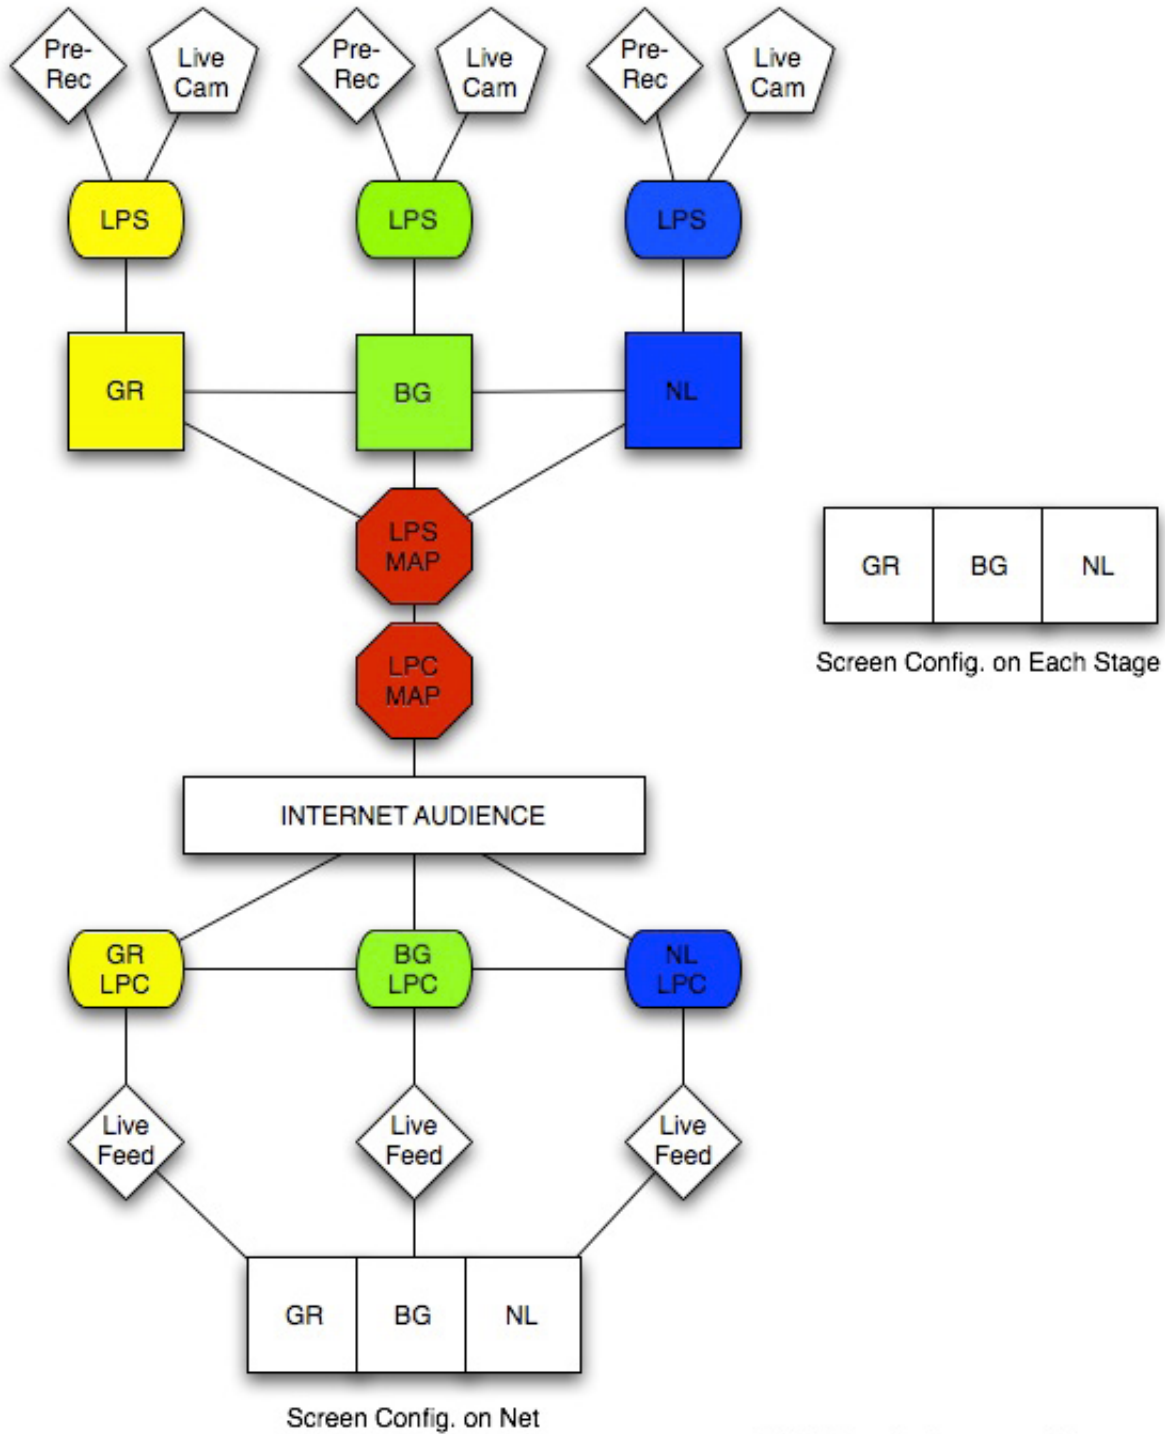 Pre-
Rec
Live
Cam
Pre-
Rec
Live
Cam
Pre-
Rec
Live
Cam
LPS
LPS
LPS
GR
BG
NL
LPS
MAP
GR
BG
NL
Screen Config. on Each Stage
LPC
MAP
INTERNET AUDIENCE
GR
LPC
BG
LPC
NL
LPC
Live
Feed
Live
Feed
Live
Feed
GR
BG
NL
Screen Config. on Net